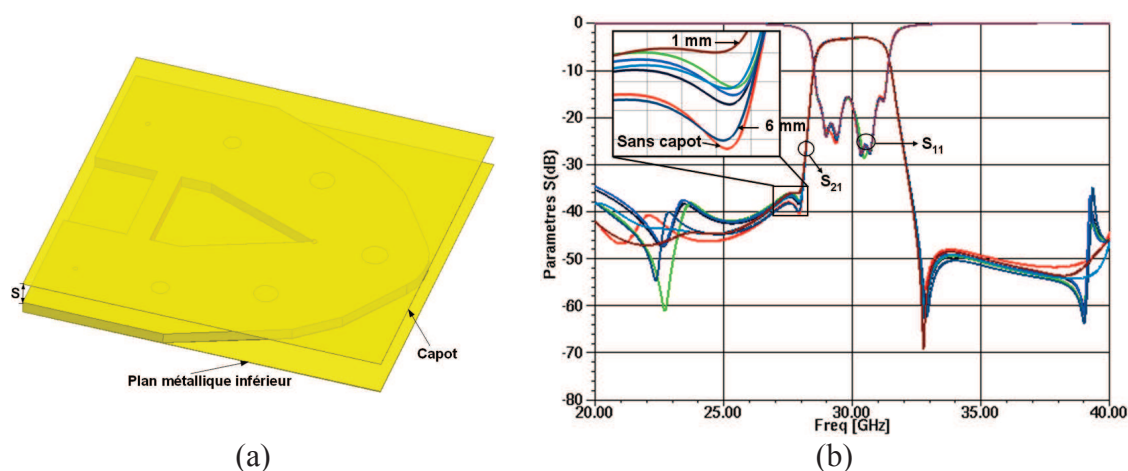 S
Capot
Plan métallique inférieur
(a)
-0
-10
-20
-30
-40
-50
-60
-70
-80
Parametres S(dB)
1 mm
6 mm
Sans capot
S11
S21
20.00
25.00
30.00
35.00
40.00
Freq [GHz]
(b)